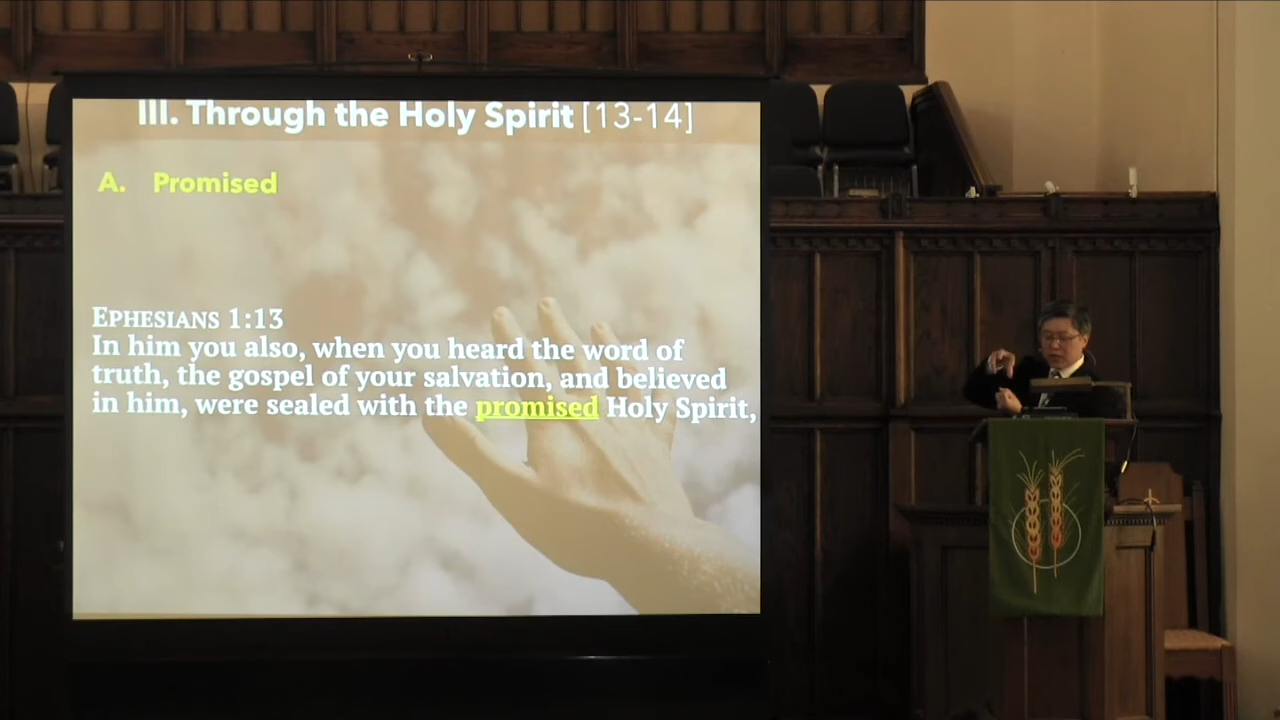 III. Through the Holy Spirit [13-14]
A. Promised
EPHESIANS 1:13
In him you also, when you heard the word of
truth, the gospel of your salvation, and believed
in him, were sealed with the promised Holy Spirit,